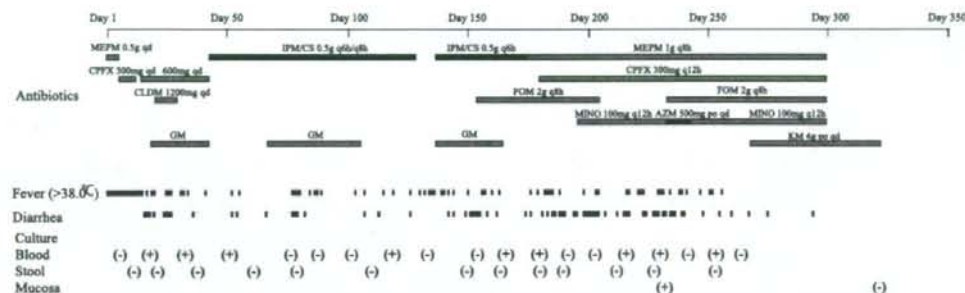 Day 1 Day 50 Day 100 Day 150 Day 200 Day 250 Day 300 Day 350
MEPM 0.5g qd IPM/CS 0.5g q6h/q8h IPM/CS 0.5g q6h MEPM 1g q8h
CPFX 300mg qd 600mg qd CPFX 300mg q12h
Antibiotics CLDM 1200mg qd FOM 2g q8h FOM 2g q8h
MINO 100mg q12h AZM 500mg po qd MINO 100mg q12h
GM GM GM KM 4g po qd
Fever (>38.0℃)
Diarrhea
Culture
Blood (-) (+) (+) (+) (-) (-) (-) (+) (-) (-) (+) (+) (-) (-) (+) (+) (-) (+) (-)
Stool (-) (-) (-) (-) (-) (-) (-) (-) (-) (-) (-) (-) (-)
Mucosa (+) (-)